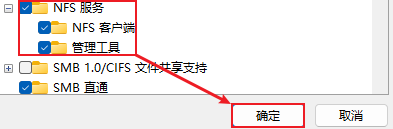 NFS 服务
NFS 客户端
管理工具
SMB 1.0/CIFS 文件共享支持
SMB 直通
确定
取消